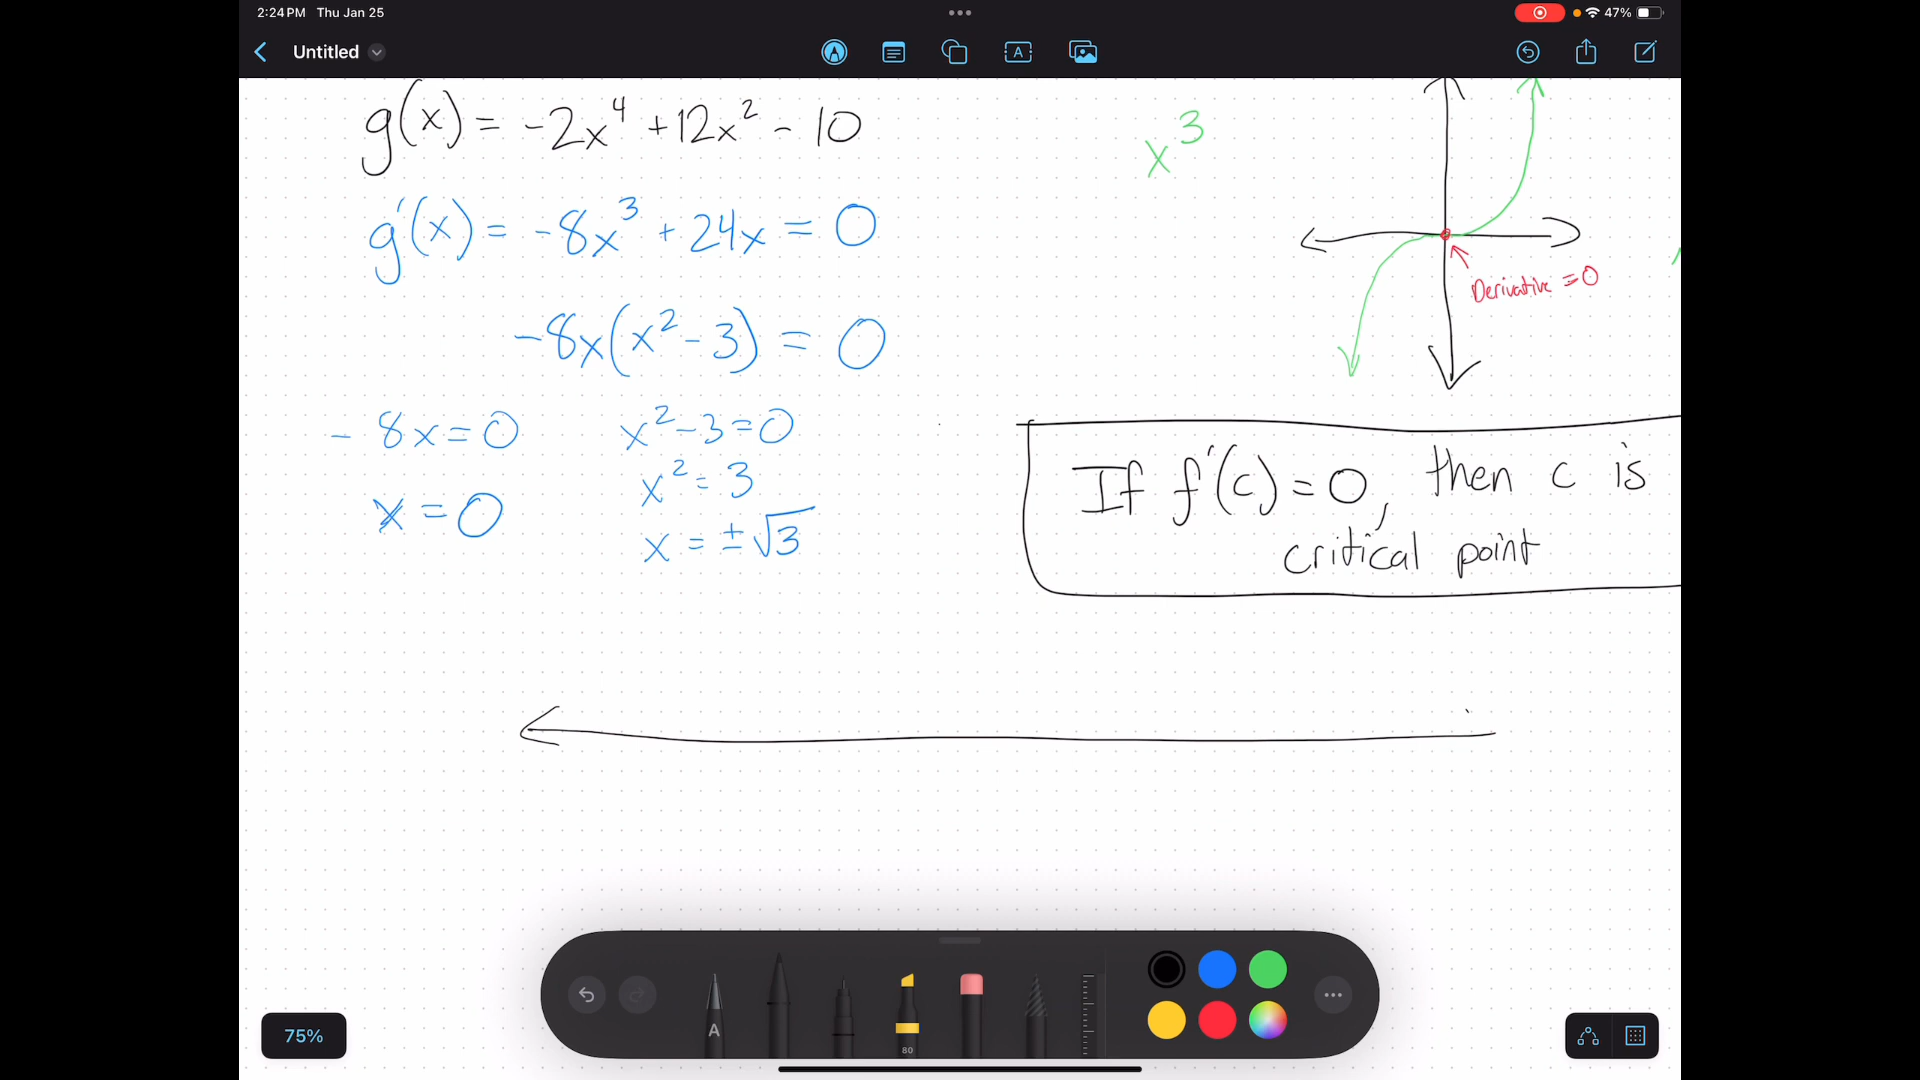 2:24 PM Thu Jan 25
47%
Untitled
A
g(x) = -2x⁴ + 12x² - 10
g'(x) = -8x³ + 24x = 0
-8x(x² - 3) = 0
- 8x = 0
x = 0
x² - 3 = 0
x² = 3
x = ± √3
x³
Derivative = 0
If f'(c) = 0, then c is
critical point
A
80
75%